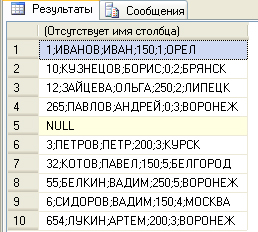 Результаты Сообщения
(Отсутствует имя столбца)
1 1;ИВАНОВ;ИВАН;150;1;ОРЕЛ
2 10;КУЗНЕЦОВ;БОРИС;0;2;БРЯНСК
3 12;ЗАЙЦЕВА;ОЛЬГА;250;2;ЛИПЕЦК
4 265;ПАВЛОВ;АНДРЕЙ;0;3;ВОРОНЕЖ
5 NULL
6 3;ПЕТРОВ;ПЕТР;200;3;КУРСК
7 32;КОТОВ;ПАВЕЛ;150;5;БЕЛГОРОД
8 55;БЕЛКИН;ВАДИМ;250;5;ВОРОНЕЖ
9 6;СИДОРОВ;ВАДИМ;150;4;МОСКВА
10 654;ЛУКИН;АРТЕМ;200;3;ВОРОНЕЖ